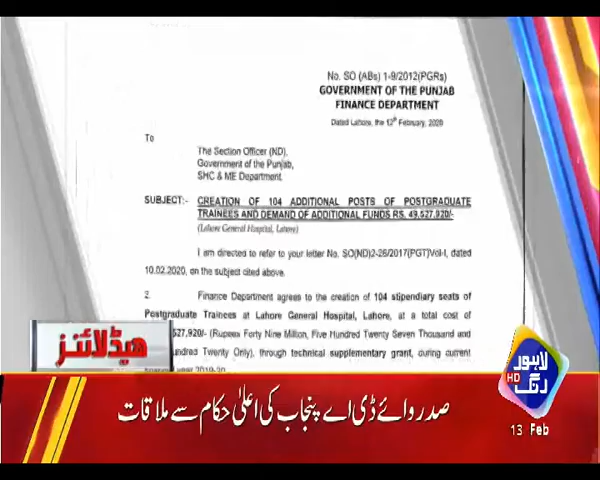 No. SO (ABs) 1-9/2012(PGRs)
GOVERNMENT OF THE PUNJAB
FINANCE DEPARTMENT
Dated Lahore, the 12th February, 2020
To
The Section Officer (ND),
Government of the Punjab,
SHC & ME Department.
SUBJECT:- CREATION OF 104 ADDITIONAL POSTS OF POSTGRADUATE
TRAINEES AND DEMAND OF ADDITIONAL FUNDS RS. 49,527,920/-
(Lahore General Hospital, Lahore)
I am directed to refer to your letter No. SO(ND)2-26/2017(PGT)Vol-I, dated
10.02.2020, on the subject cited above.
2. Finance Department agrees to the creation of 104 stipendiary seats of
Postgraduate Trainees at Lahore General Hospital, Lahore, at a total cost of
527,920/- (Rupees Forty Nine Million, Five Hundred Twenty Seven Thousand and
Twenty Only), through technical supplementary grant, during current
2019-20
ہیڈلائنز
لاہور
رنگ
HD
صدر وائے ڈی اے پنجاب کی اعلیٰ حکام سے ملاقات
13 Feb